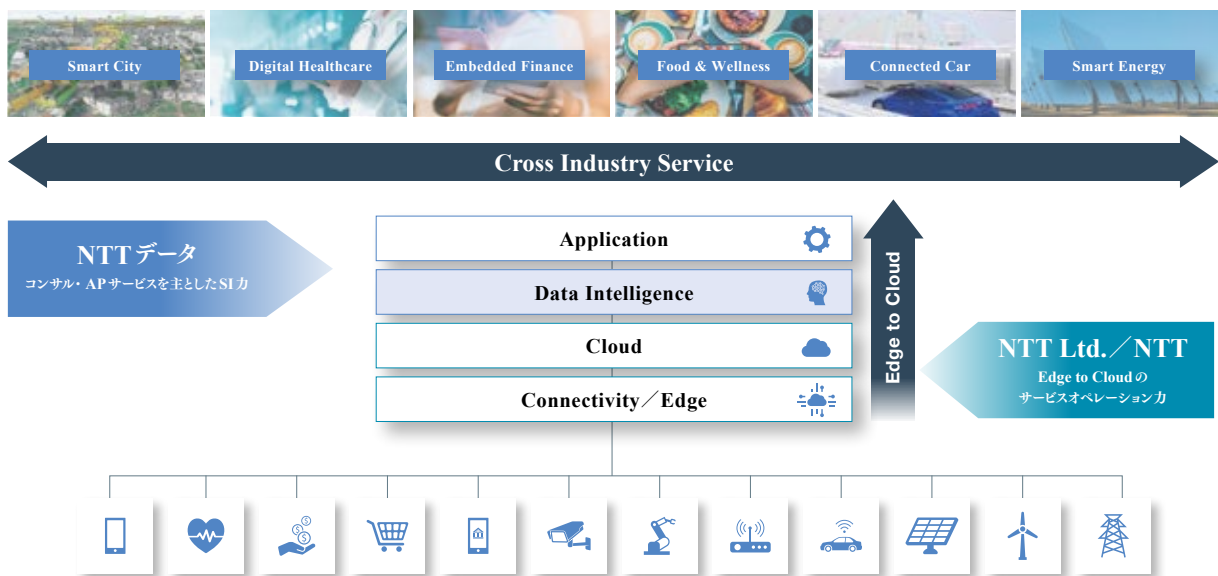 Smart City
Digital Healthcare
Embedded Finance
Food & Wellness
Connected Car
Smart Energy
Cross Industry Service
NTTデータ
コンサル・APサービスを主としたSI力
Application
Data Intelligence
Cloud
Connectivity／Edge
Edge to Cloud
NTT Ltd.／NTT
Edge to Cloudの
サービスオペレーション力